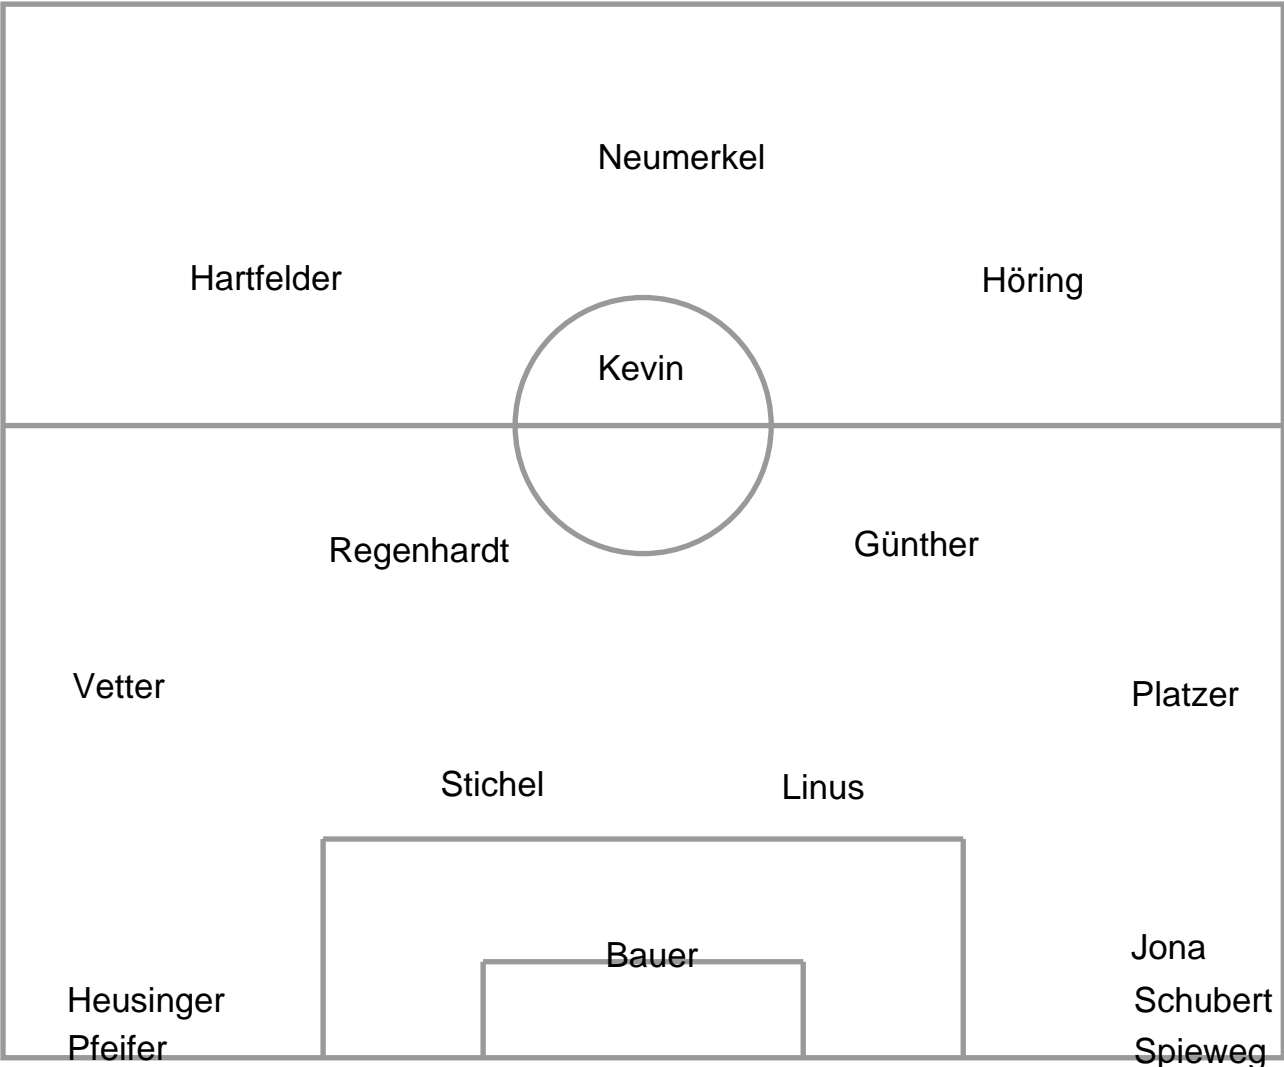 Neumerkel
Hartfelder
Höring
Kevin
Regenhardt
Günther
Vetter
Platzer
Stichel
Linus
Bauer
Jona
Heusinger
Schubert
Pfeifer
Spieweg